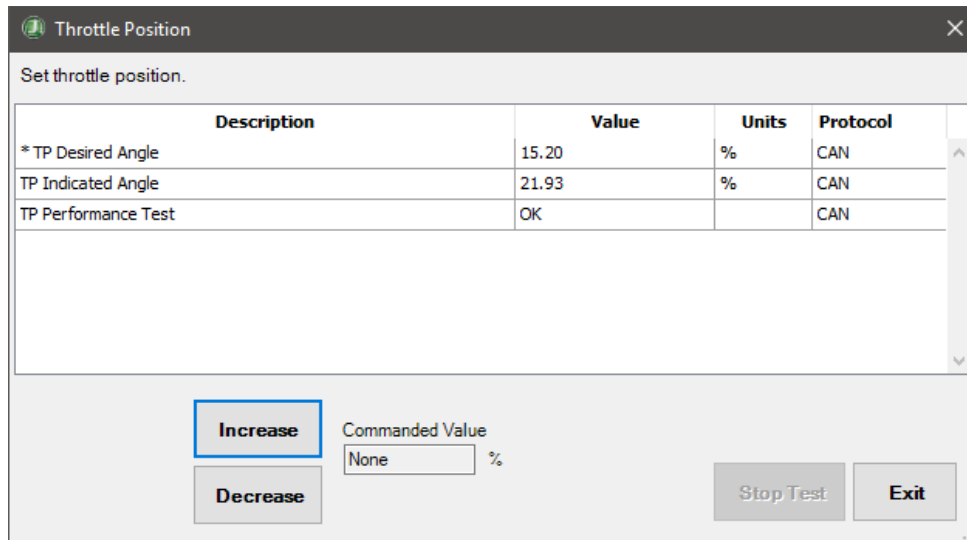 Throttle Position
Set throttle position.
Description Value Units Protocol
* TP Desired Angle 15.20 % CAN
TP Indicated Angle 21.93 % CAN
TP Performance Test OK CAN
Increase
Commanded Value
None %
Decrease
Stop Test
Exit